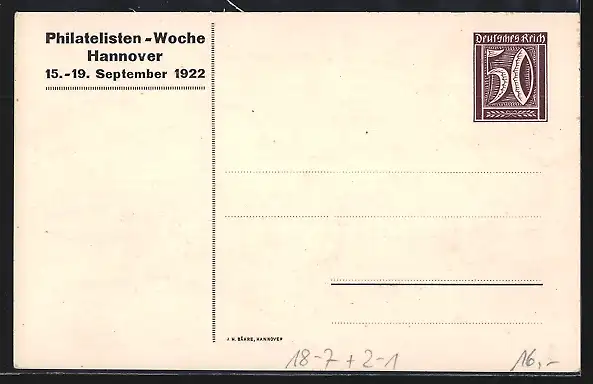 Philatelisten-Woche
Hannover
15.-19. September 1922
Deutsches Reich
50
J. H. BÄHRE, HANNOVER
18-7+2-1
16,-